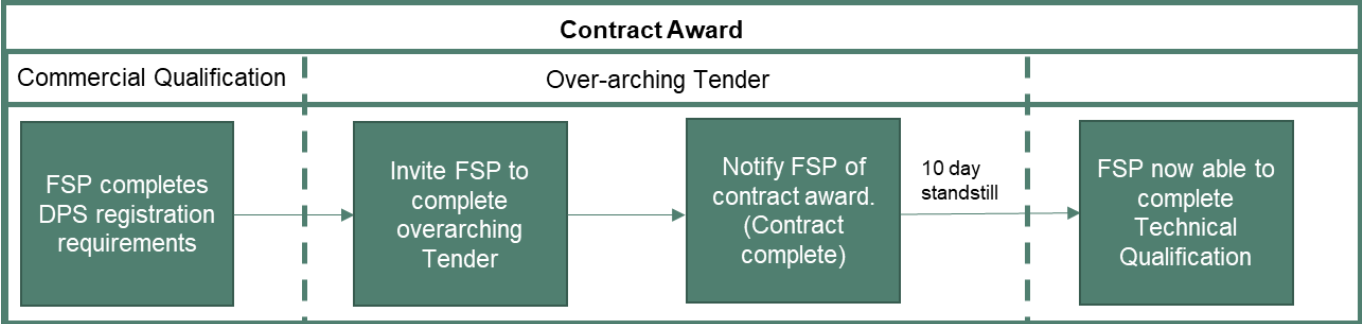 Contract Award
Commercial Qualification
Over-arching Tender
FSP completes
DPS registration
requirements
Invite FSP to
complete
overarching
Tender
Notify FSP of
contract award.
(Contract
complete)
10 day
standstill
FSP now able to
complete
Technical
Qualification